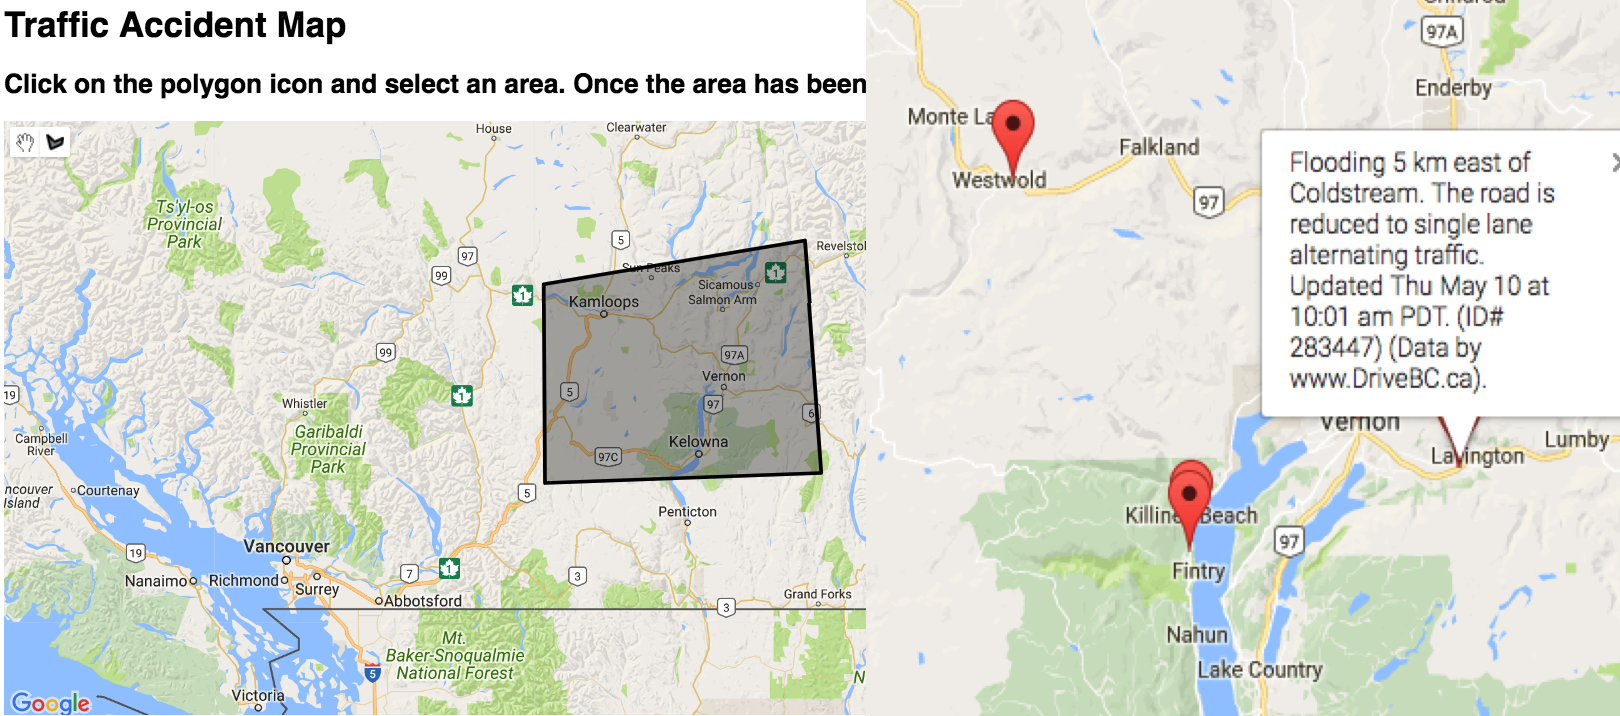 Traffic Accident Map
Click on the polygon icon and select an area. Once the area has been
House
Clearwater
Ts'yl-os
Provincial
Park
5
97
99
Revelsto
Sun Peaks
1
Sicamous
Salmon Arm
1
Kamloops
99
97A
Vernon
19
1
5
97
6
Whistler
Garibaldi
Provincial
Park
Campbell
River
Kelowna
97C
ncouver
Island
Courtenay
5
Penticton
Vancouver
19
7
1
3
Nanaimo
Richmond
Surrey
Abbotsford
Grand Forks
3
Mt.
Baker-Snoqualmie
National Forest
5
N
Victoria
Google
97A
Enderby
Monte La
Falkland
Westwold
97
Flooding 5 km east of
Coldstream. The road is
reduced to single lane
alternating traffic.
Updated Thu May 10 at
10:01 am PDT. (ID#
283447) (Data by
www.DriveBC.ca).
Vernon
Lavington
Lumby
Killine Beach
97
Fintry
Nahun
Lake Country